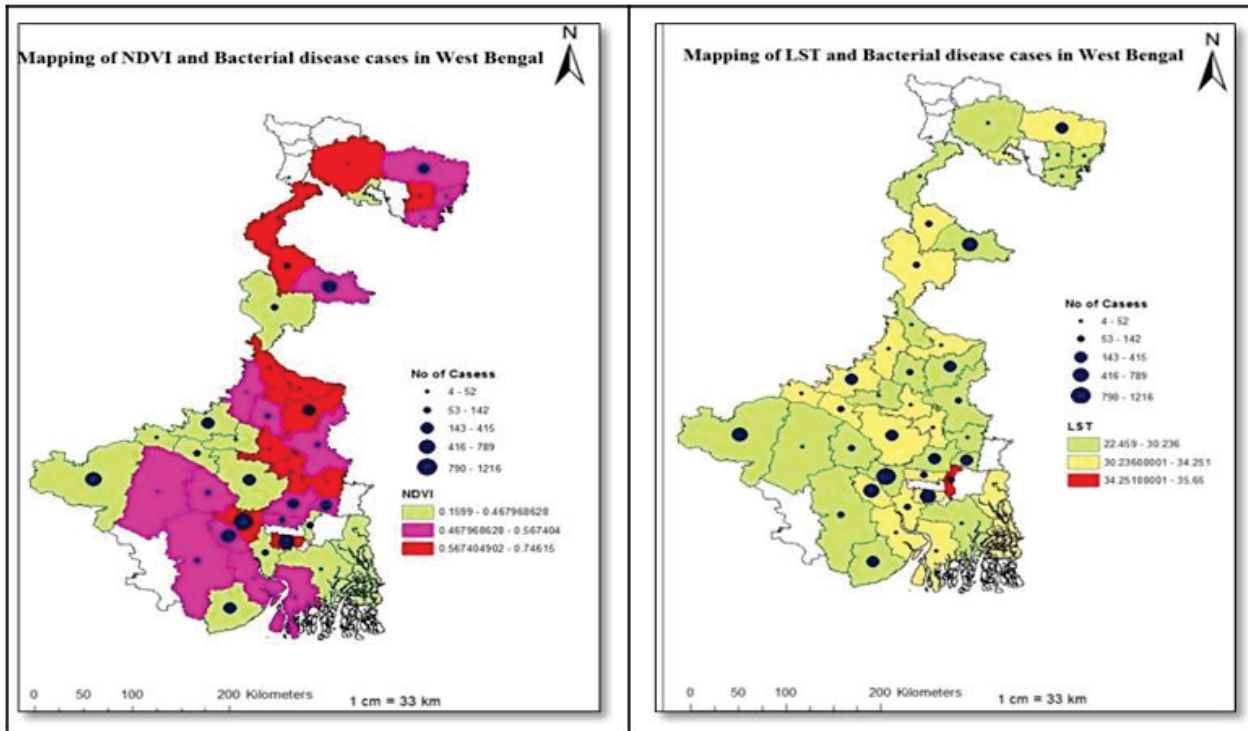 N
Mapping of NDVI and Bacterial disease cases in West Bengal
No of Casess
4 - 52
53 - 142
143 - 415
416 - 789
790 - 1216
NDVI
0.1599 - 0.467968628
0.467968628 - 0.567404
0.567404902 - 0.74615
0 50 100 200 Kilometers
1 cm = 33 km
N
Mapping of LST and Bacterial disease cases in West Bengal
No of Casess
4 - 52
53 - 142
143 - 415
416 - 789
790 - 1216
LST
22.459 - 30.236
30.23600001 - 34.251
34.25100001 - 35.65
0 50 100 200 Kilometers
1 cm = 33 km